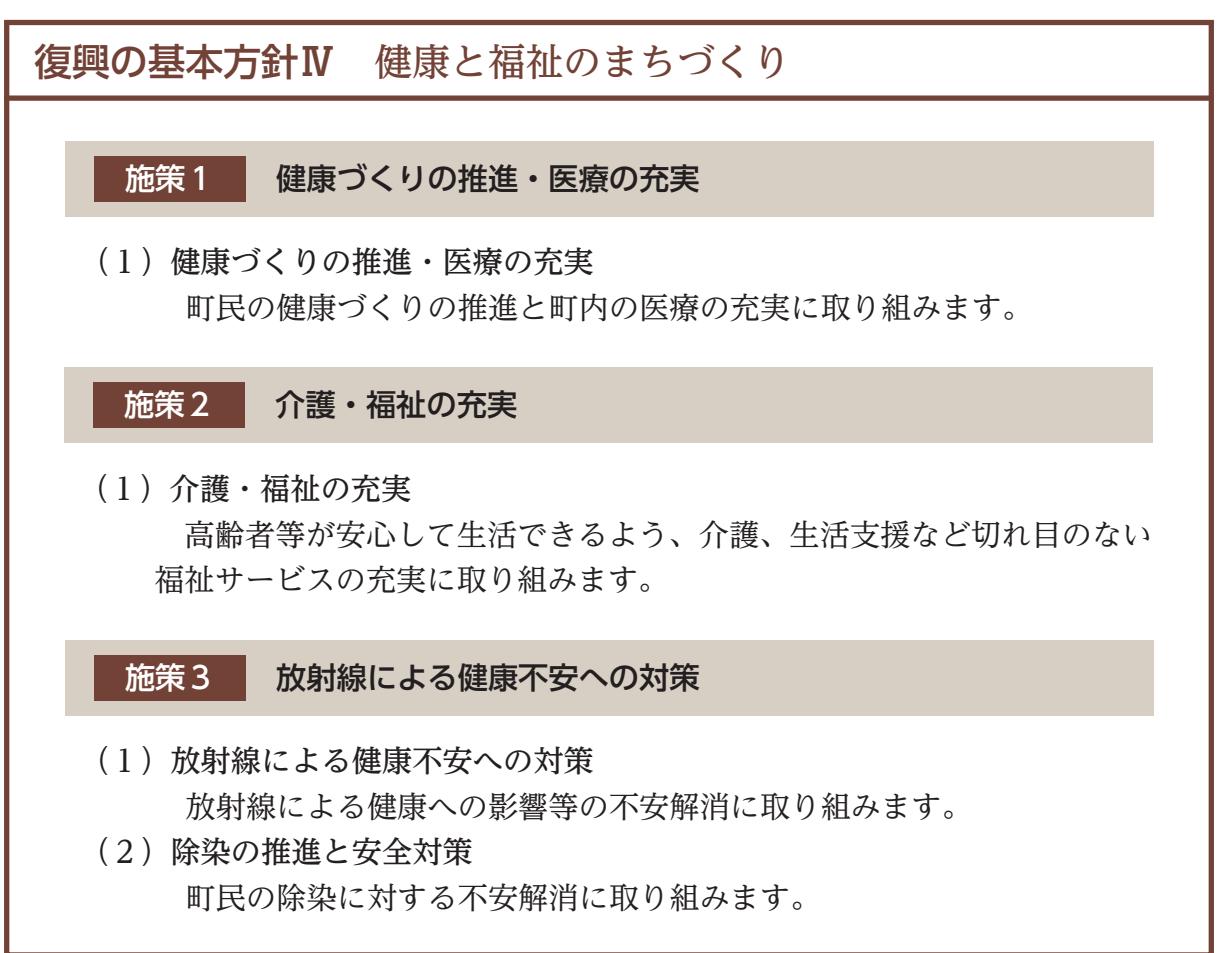 復興の基本方針Ⅳ　健康と福祉のまちづくり
施策１　健康づくりの推進・医療の充実
（１）健康づくりの推進・医療の充実
町民の健康づくりの推進と町内の医療の充実に取り組みます。
施策２　介護・福祉の充実
（１）介護・福祉の充実
高齢者等が安心して生活できるよう、介護、生活支援など切れ目のない
福祉サービスの充実に取り組みます。
施策３　放射線による健康不安への対策
（１）放射線による健康不安への対策
放射線による健康への影響等の不安解消に取り組みます。
（２）除染の推進と安全対策
町民の除染に対する不安解消に取り組みます。